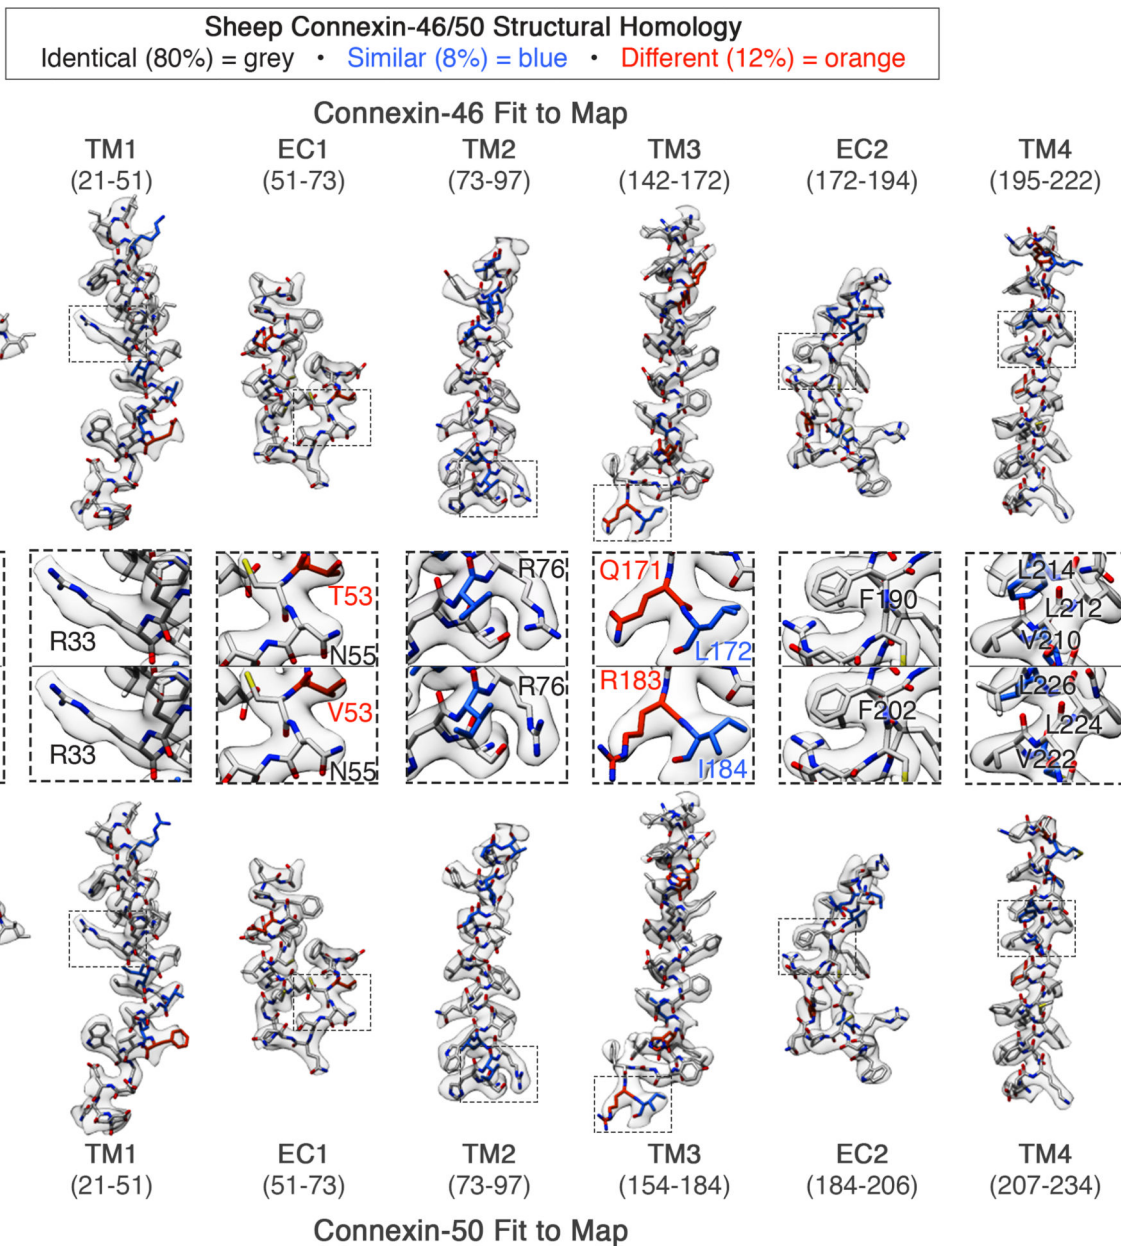 Sheep Connexin-46/50 Structural Homology
Identical (80%) = grey • Similar (8%) = blue • Different (12%) = orange
Connexin-46 Fit to Map
TM1 EC1 TM2 TM3 EC2 TM4
(21-51) (51-73) (73-97) (142-172) (172-194) (195-222)
R33 T53 N55 R76 Q171 L172 F190 L214 L212 V210
R33 V53 N55 R76 R183 I184 F202 L226 L224 V222
TM1 EC1 TM2 TM3 EC2 TM4
(21-51) (51-73) (73-97) (154-184) (184-206) (207-234)
Connexin-50 Fit to Map